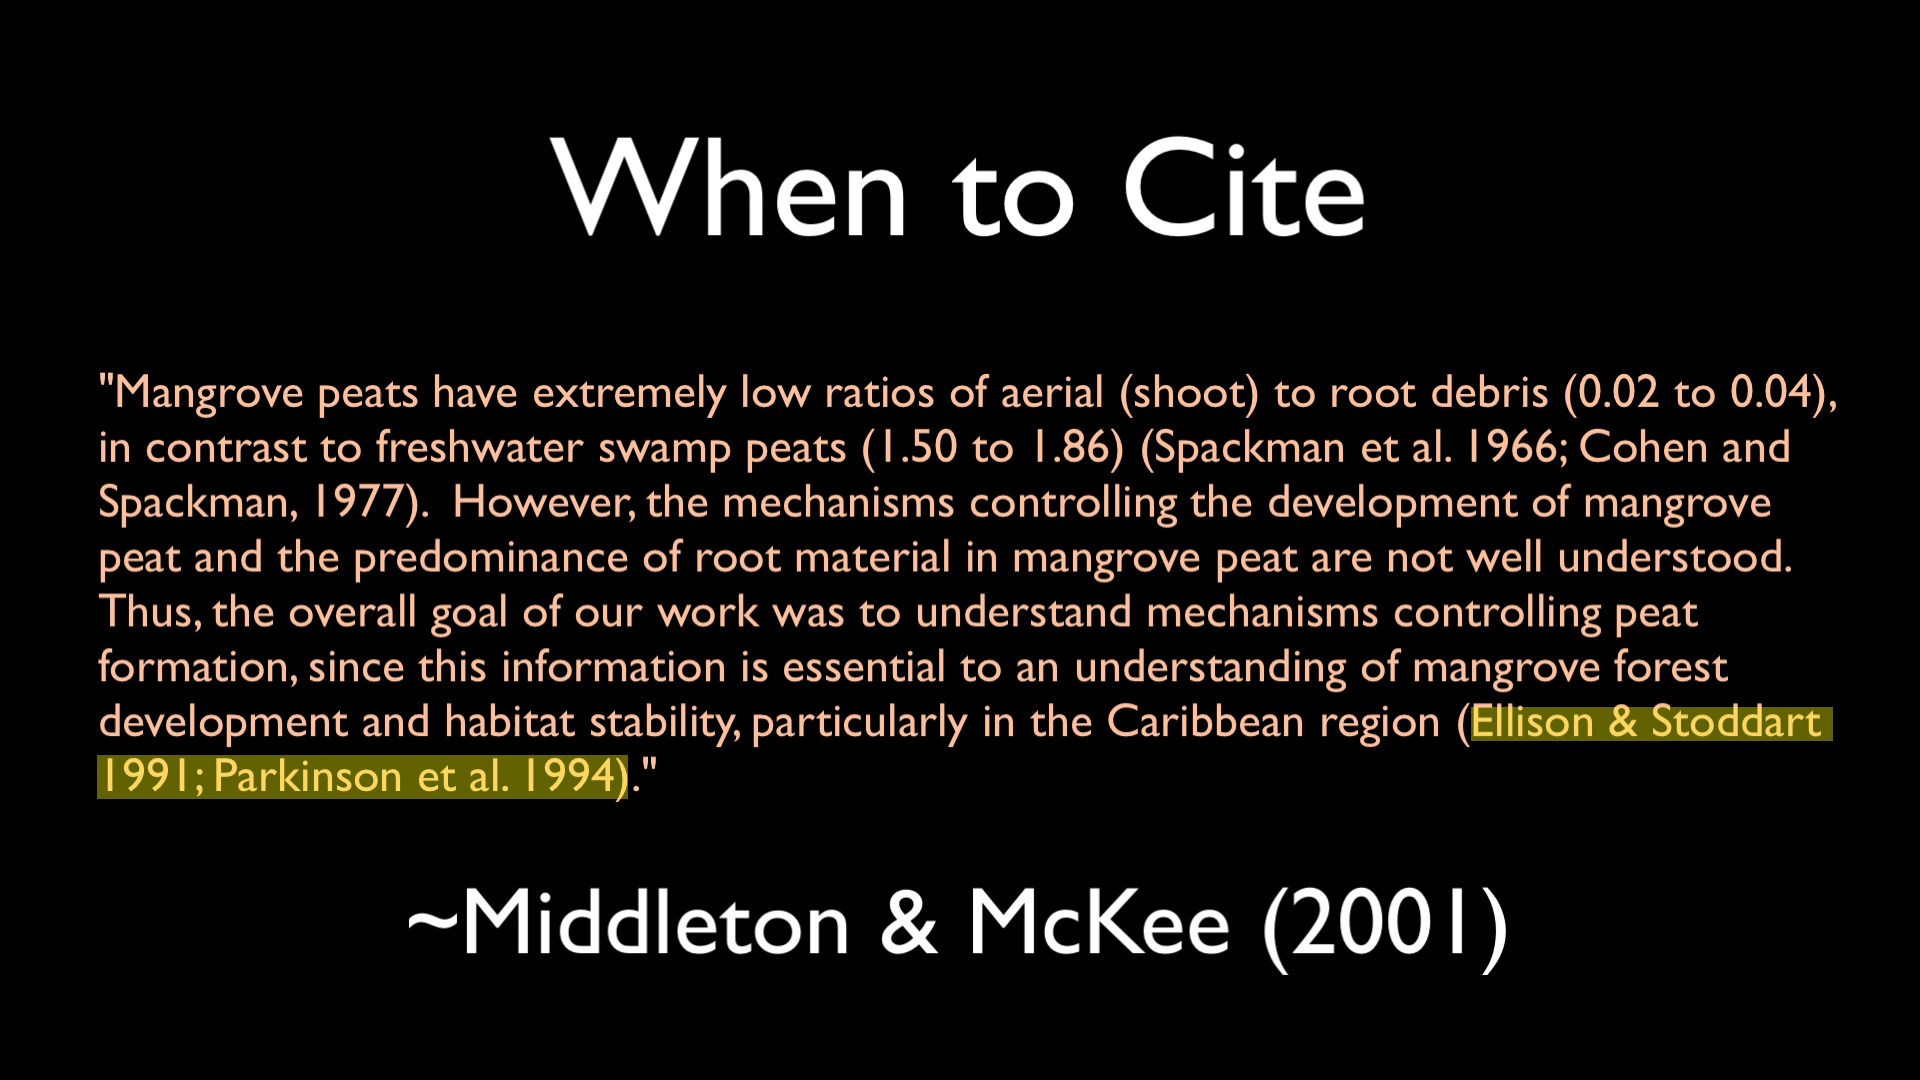 When to Cite
"Mangrove peats have extremely low ratios of aerial (shoot) to root debris (0.02 to 0.04),
in contrast to freshwater swamp peats (1.50 to 1.86) (Spackman et al. 1966; Cohen and
Spackman, 1977).  However, the mechanisms controlling the development of mangrove
peat and the predominance of root material in mangrove peat are not well understood.
Thus, the overall goal of our work was to understand mechanisms controlling peat
formation, since this information is essential to an understanding of mangrove forest
development and habitat stability, particularly in the Caribbean region (Ellison & Stoddart
1991; Parkinson et al. 1994)."
~Middleton & McKee (2001)